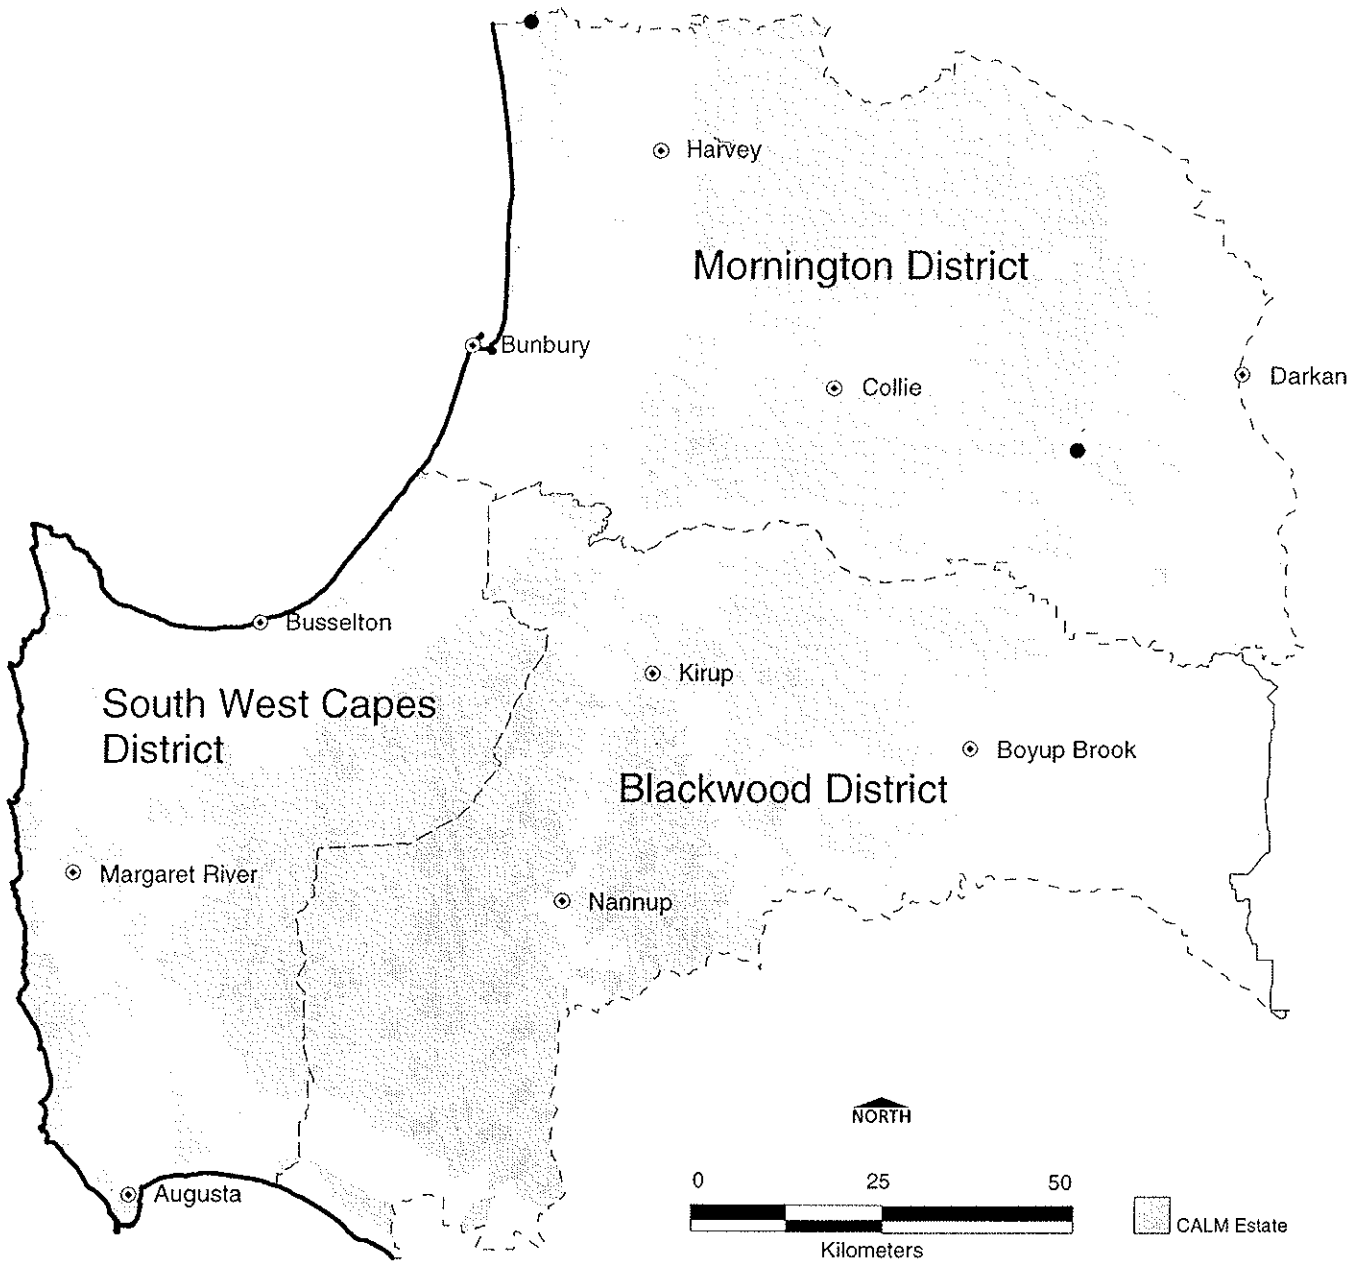 Harvey
Mornington District
Bunbury
Collie
Darkan
Busselton
Kirup
South West Capes
District
Boyup Brook
Blackwood District
Margaret River
Nannup
NORTH
0 25 50
Augusta
CALM Estate
Kilometers